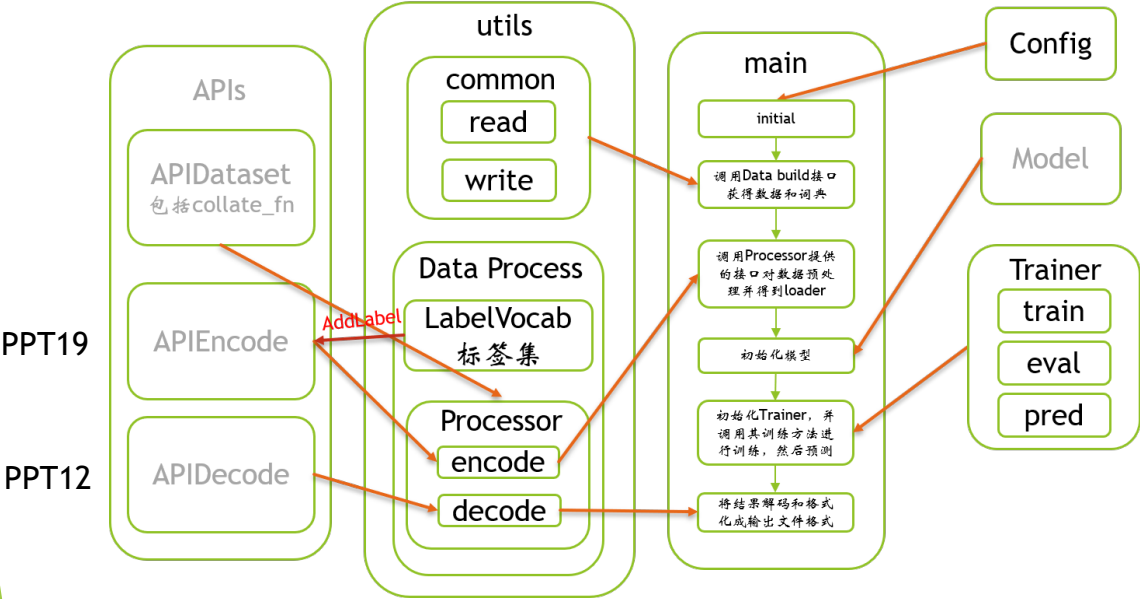 PPT19
PPT12
APIs
APIDataset
包括collate_fn
APIEncode
APIDecode
utils
common
read
write
Data Process
AddLabel
LabelVocab
标签集
Processor
encode
decode
main
initial
调用Data build接口
获得数据和词典
调用Processor提供
的接口对数据预处
理并得到loader
初始化模型
初始化Trainer，并
调用其训练方法进
行训练，然后预测
将结果解码和格式
化成输出文件格式
Config
Model
Trainer
train
eval
pred